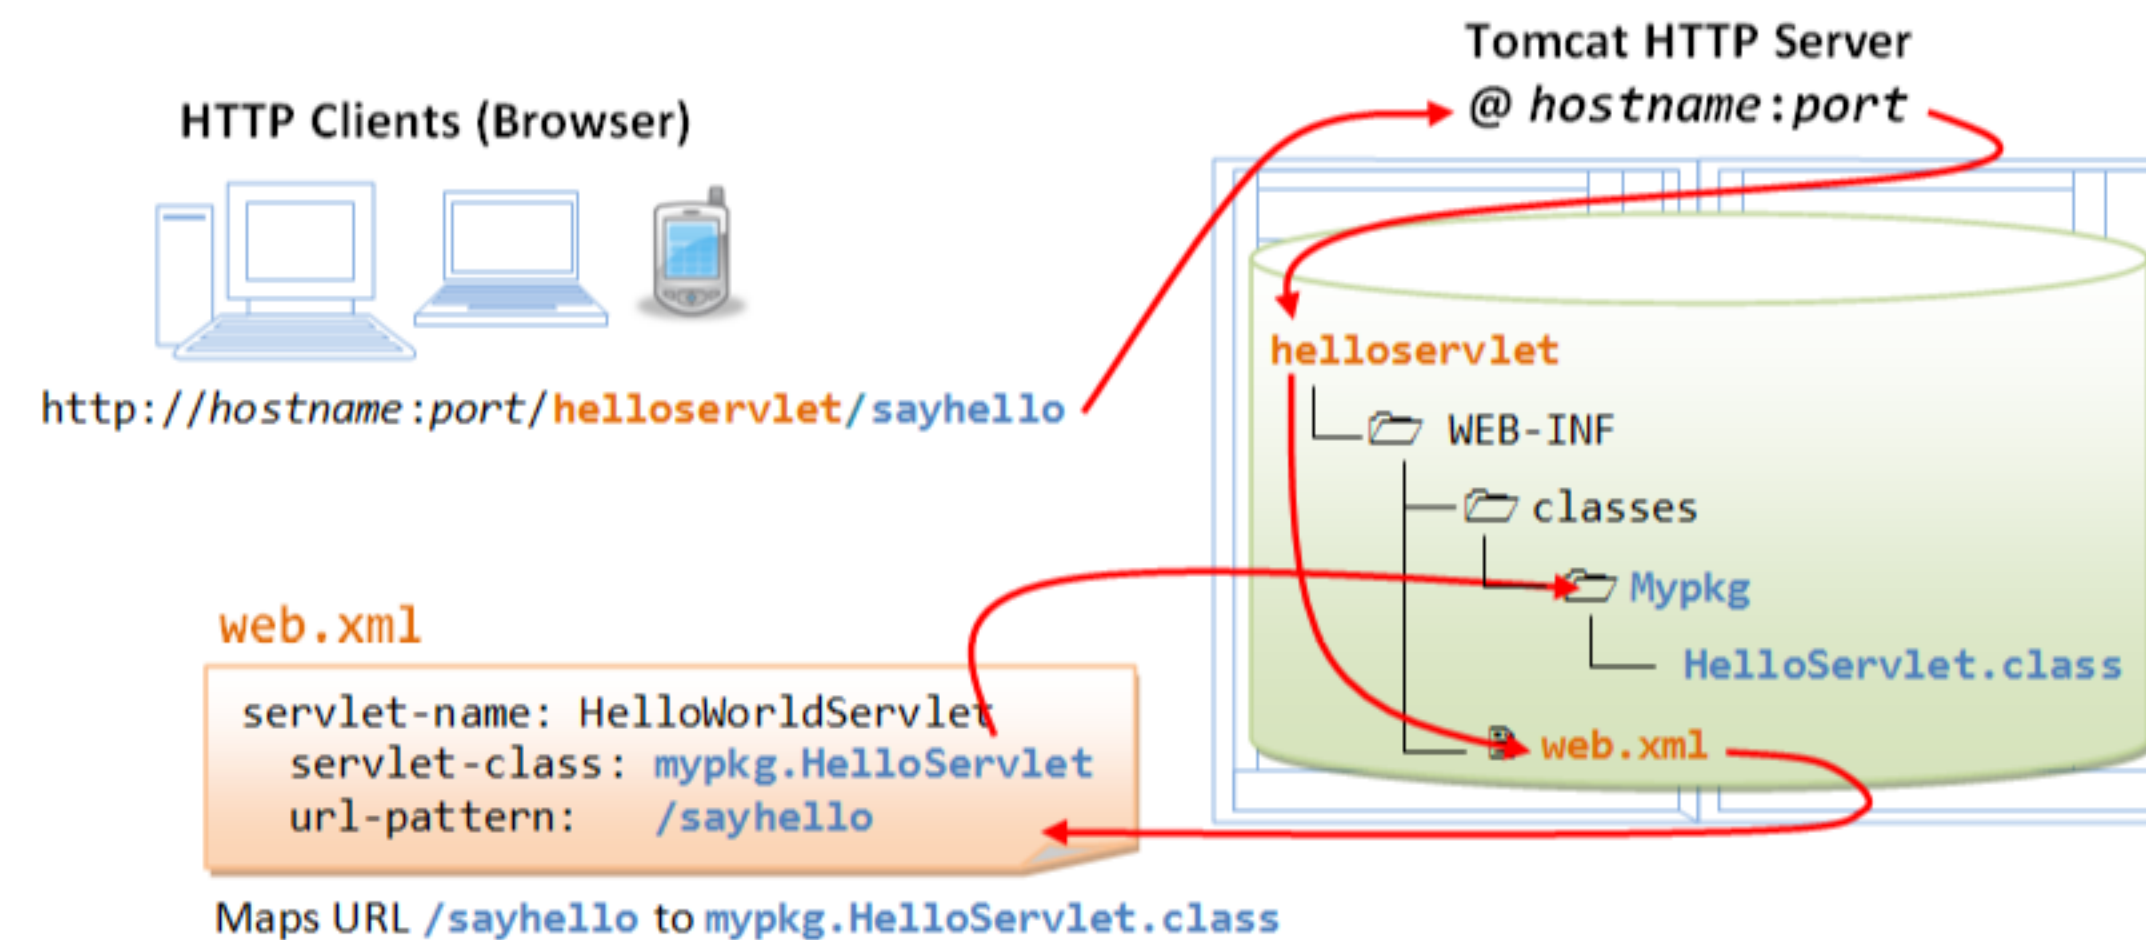 HTTP Clients (Browser)
http://hostname:port/helloservlet/sayhello
Tomcat HTTP Server
@ hostname:port
helloservlet
WEB-INF
classes
Mypkg
HelloServlet.class
web.xml
web.xml
servlet-name: HelloWorldServlet
servlet-class: mypkg.HelloServlet
url-pattern: /sayhello
Maps URL /sayhello to mypkg.HelloServlet.class